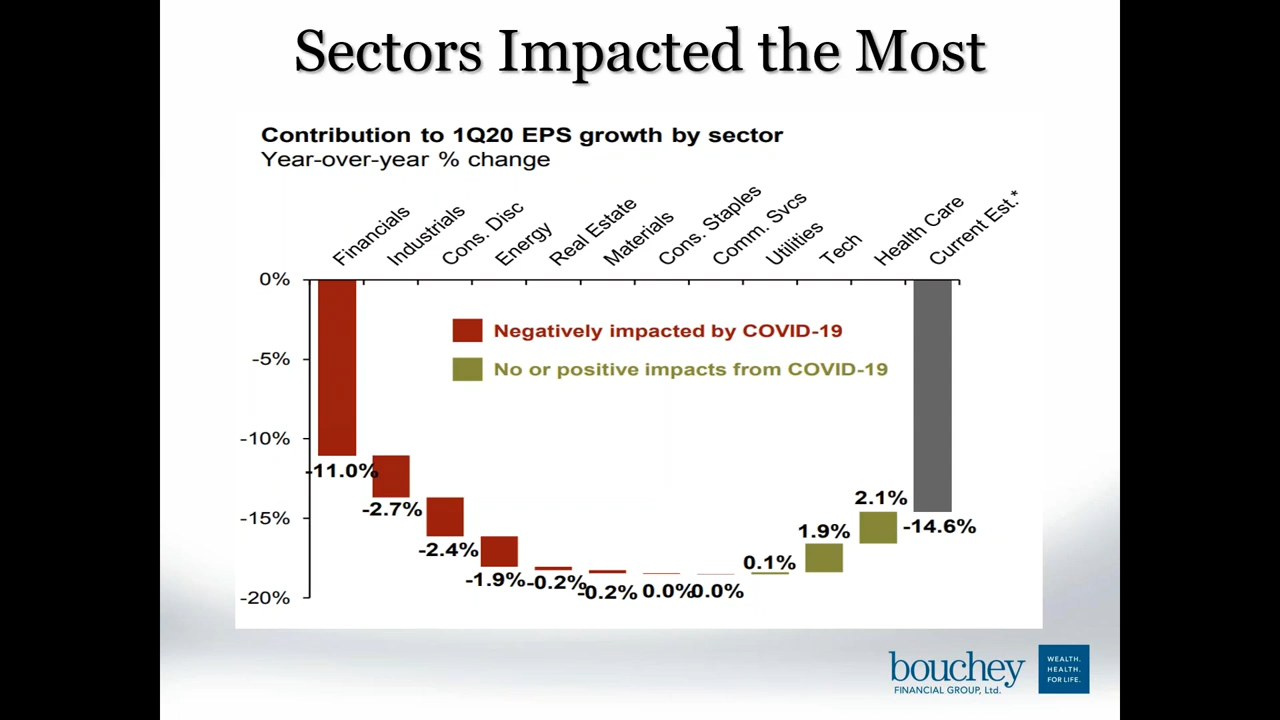 Sectors Impacted the Most
Contribution to 1Q20 EPS growth by sector
Year-over-year % change
Financials
Industrials
Cons. Disc
Energy
Real Estate
Materials
Cons. Staples
Comm. Svcs
Utilities
Tech
Health Care
Current Est.*
0%
-5%
-10%
-15%
-20%
Negatively impacted by COVID-19
No or positive impacts from COVID-19
-11.0%
-2.7%
-2.4%
-1.9%
-0.2%
-0.2%
0.0%
0.0%
0.1%
1.9%
2.1%
-14.6%
bouchey
FINANCIAL GROUP, Ltd.
WEALTH.
HEALTH.
FOR LIFE.